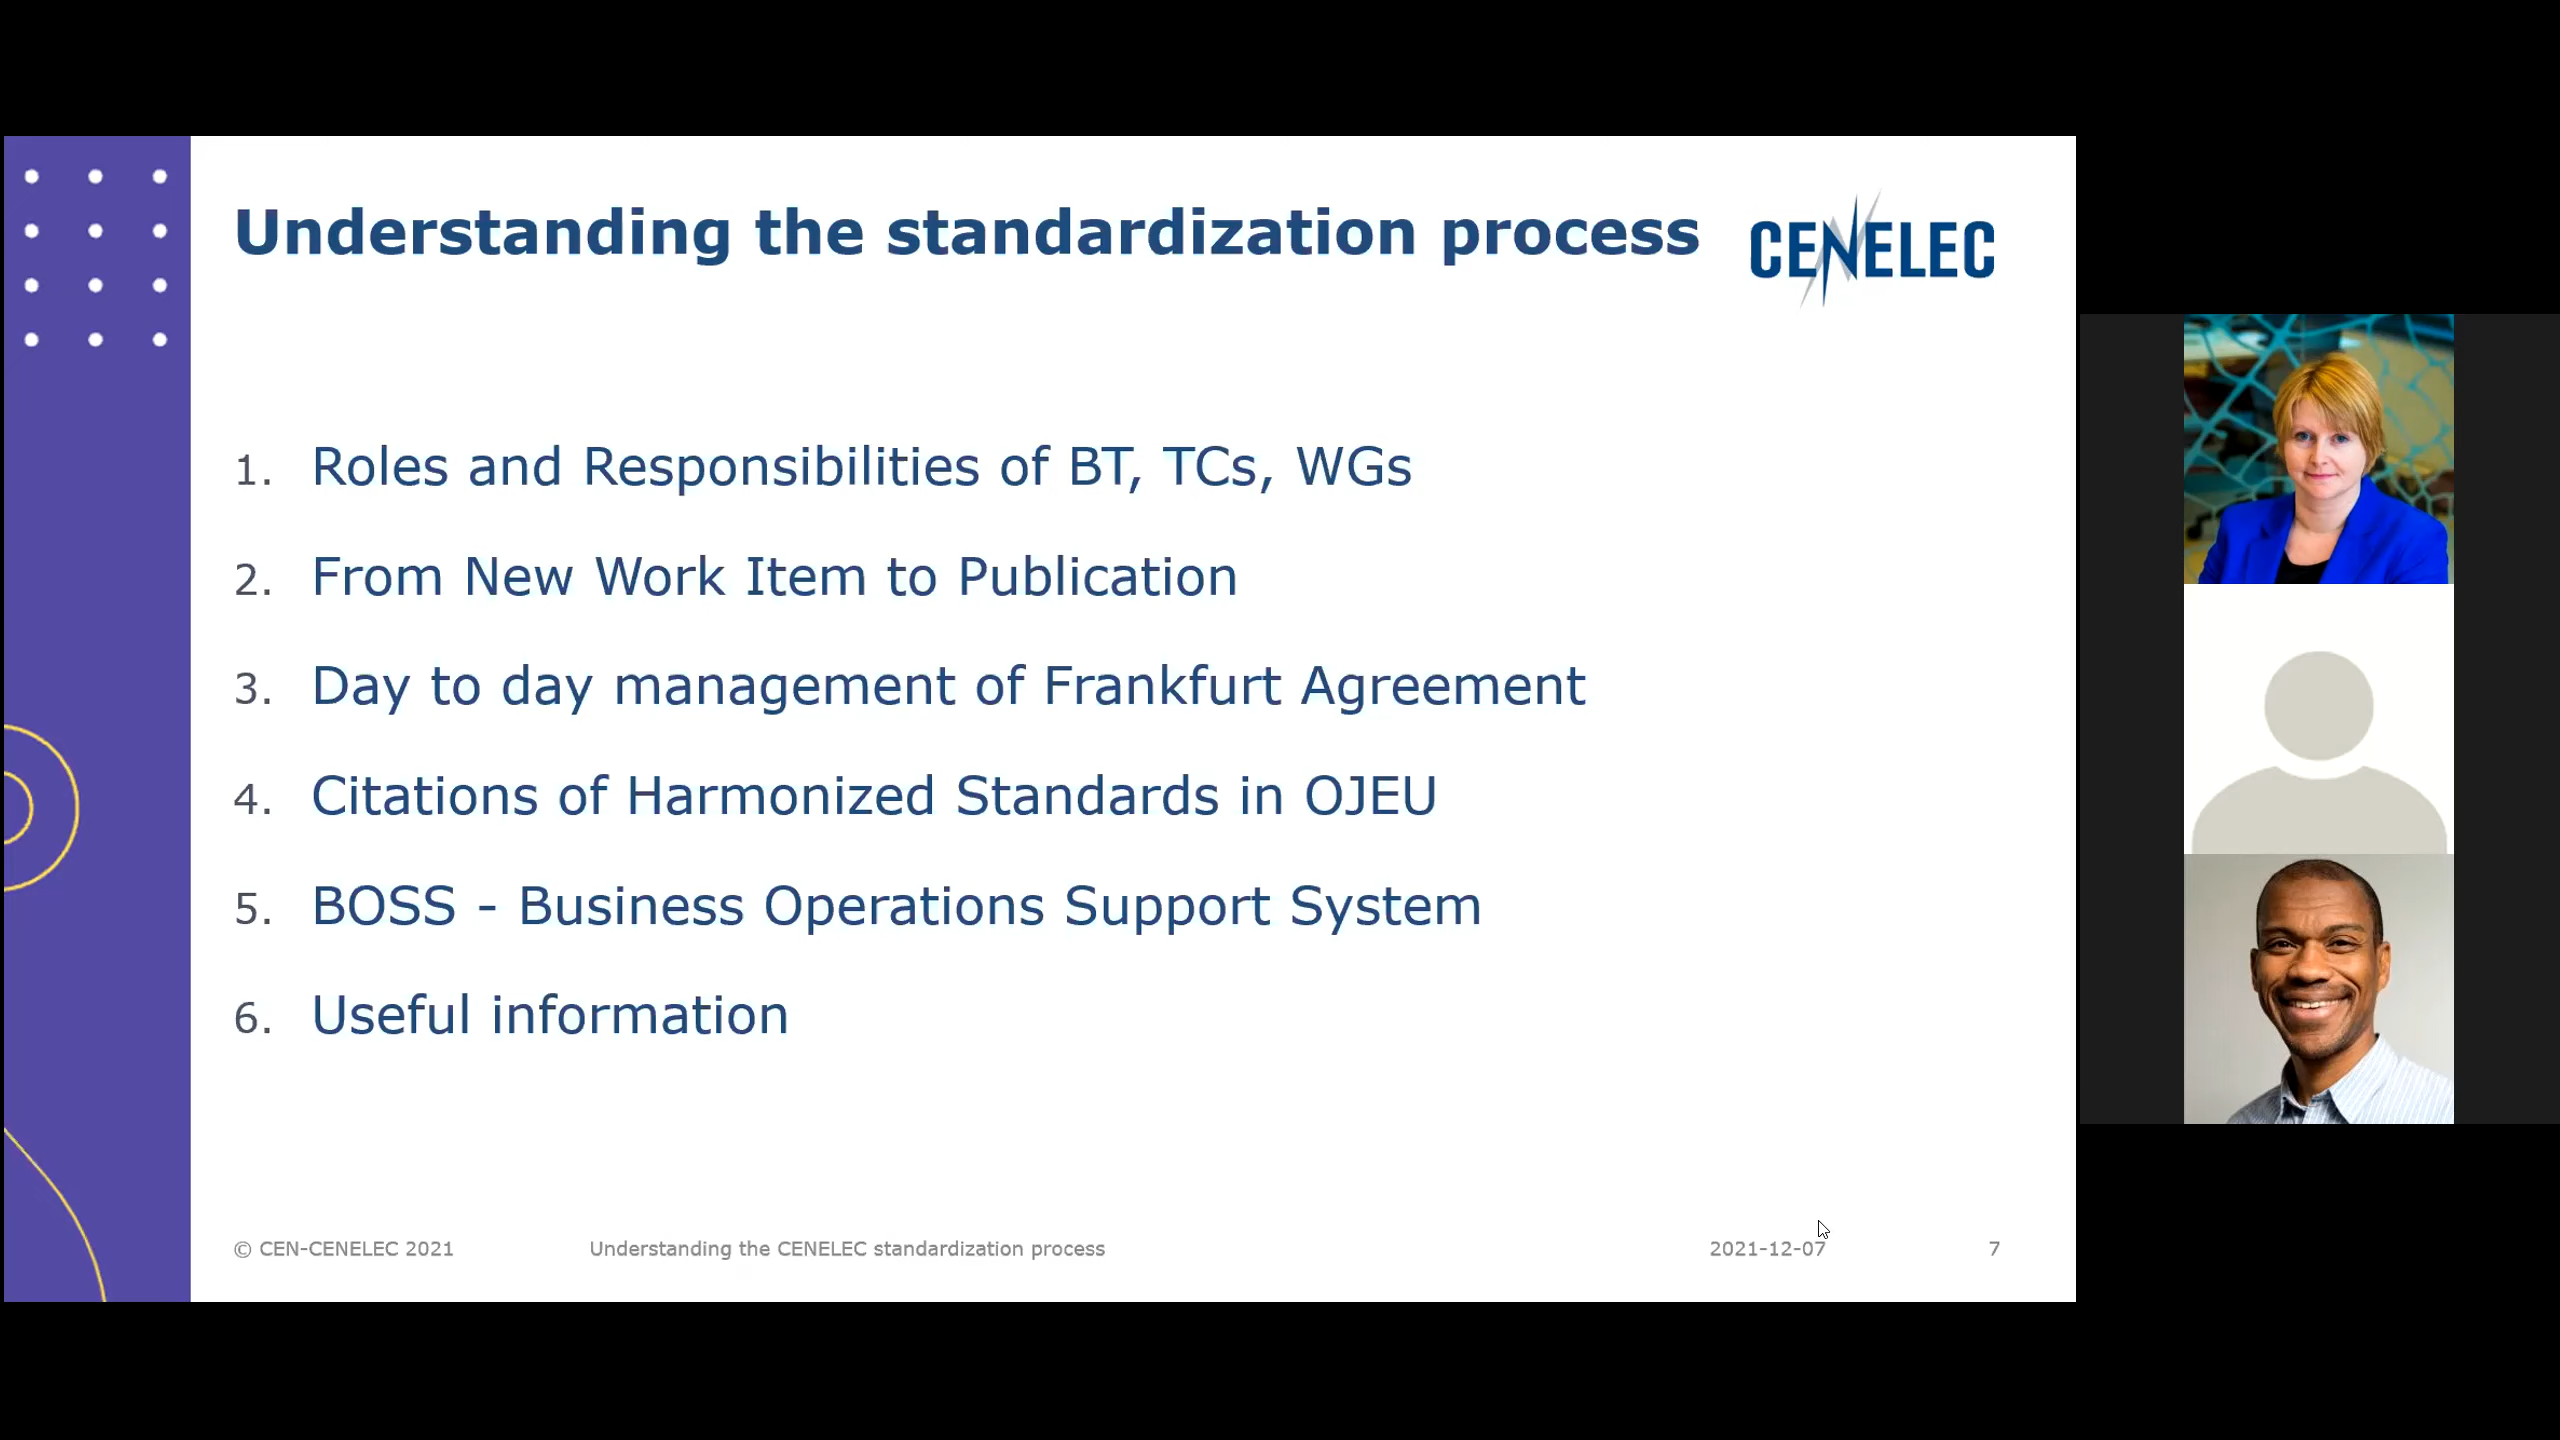 Understanding the standardization process
CENELEC
1. Roles and Responsibilities of BT, TCs, WGs
2. From New Work Item to Publication
3. Day to day management of Frankfurt Agreement
4. Citations of Harmonized Standards in OJEU
5. BOSS - Business Operations Support System
6. Useful information
© CEN-CENELEC 2021 Understanding the CENELEC standardization process 2021-12-07 7